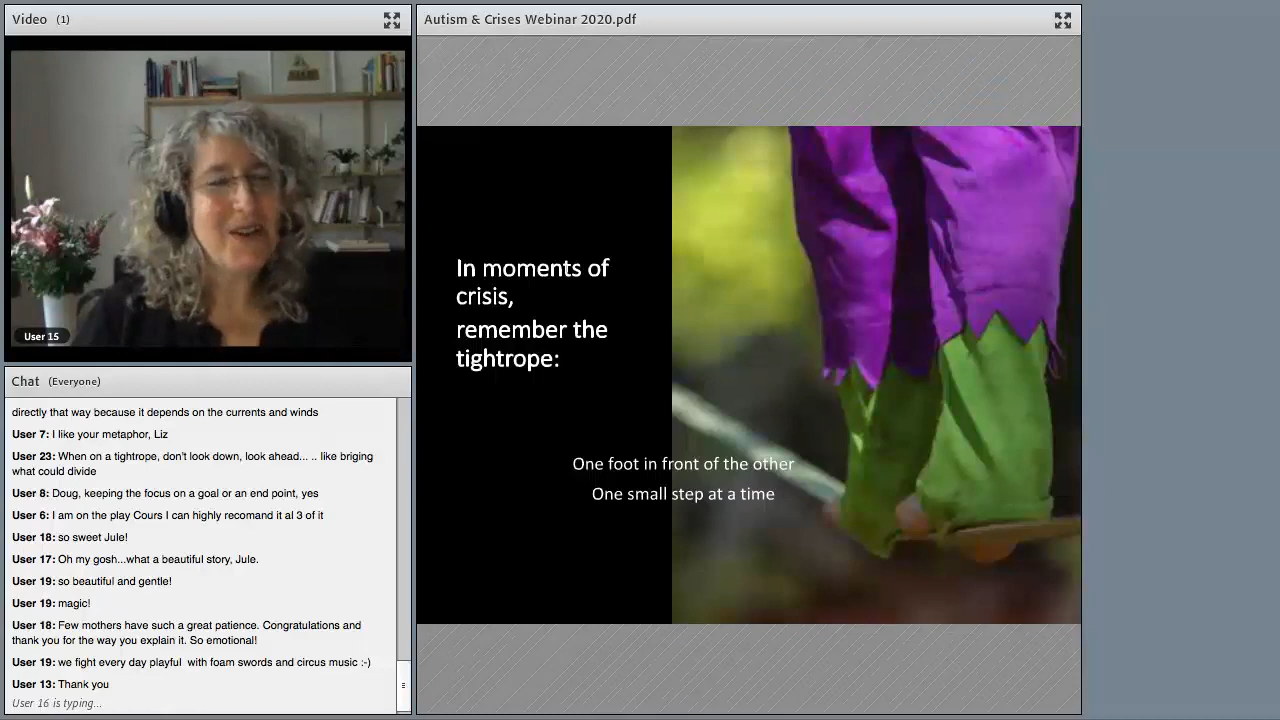 Video (1)
User 15
Chat (Everyone)
directly that way because it depends on the currents and winds
User 7: I like your metaphor, Liz
User 23: When on a tightrope, don't look down, look ahead... .. like briging
what could divide
User 8: Doug, keeping the focus on a goal or an end point, yes
User 6: I am on the play Cours I can highly recomand it al 3 of it
User 18: so sweet Jule!
User 17: Oh my gosh...what a beautiful story, Jule.
User 19: so beautiful and gentle!
User 19: magic!
User 18: Few mothers have such a great patience. Congratulations and
thank you for the way you explain it. So emotional!
User 19: we fight every day playful  with foam swords and circus music :-)
User 13: Thank you
User 16 is typing...
Autism & Crises Webinar 2020.pdf
In moments of
crisis,
remember the
tightrope:
One foot in front of the other
One small step at a time